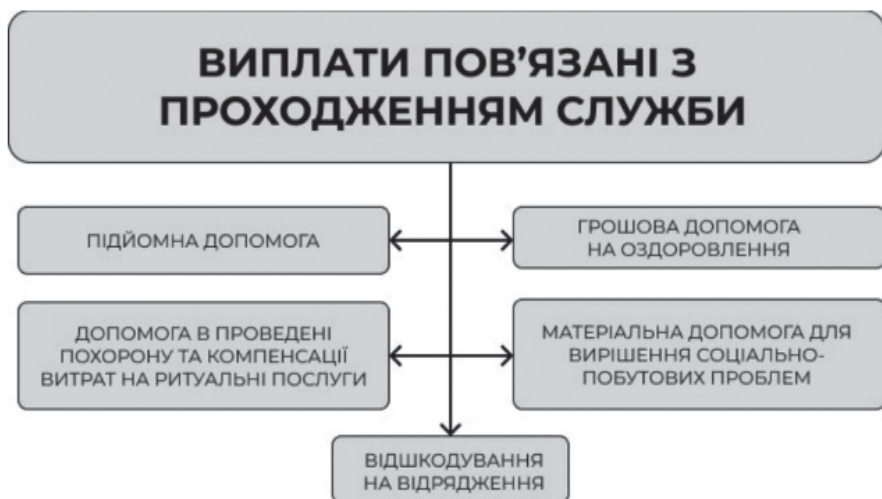 ВИПЛАТИ ПОВ’ЯЗАНІ З
ПРОХОДЖЕННЯМ СЛУЖБИ
ПІДЙОМНА ДОПОМОГА
ГРОШОВА ДОПОМОГА
НА ОЗДОРОВЛЕННЯ
ДОПОМОГА В ПРОВЕДЕНІ
ПОХОРОНУ ТА КОМПЕНСАЦІЇ
ВИТРАТ НА РИТУАЛЬНІ ПОСЛУГИ
МАТЕРІАЛЬНА ДОПОМОГА ДЛЯ
ВИРІШЕННЯ СОЦІАЛЬНО-
ПОБУТОВИХ ПРОБЛЕМ
ВІДШКОДУВАННЯ
НА ВІДРЯДЖЕННЯ